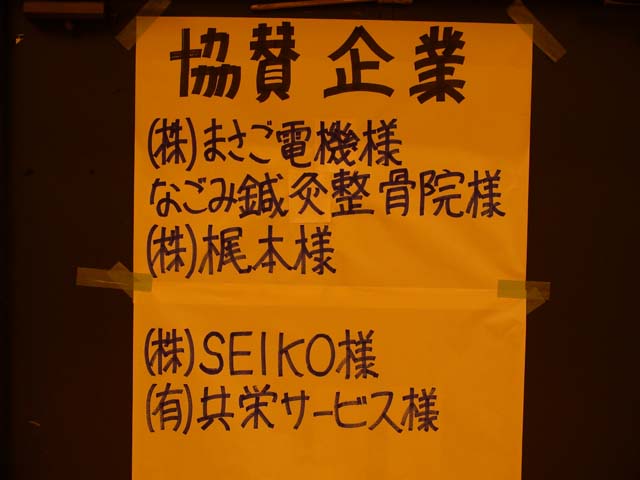 協賛企業
(株)まさご電機様
なごみ鍼灸整骨院様
(株)梶本様
(株)SEIKO様
(有)共栄サービス様